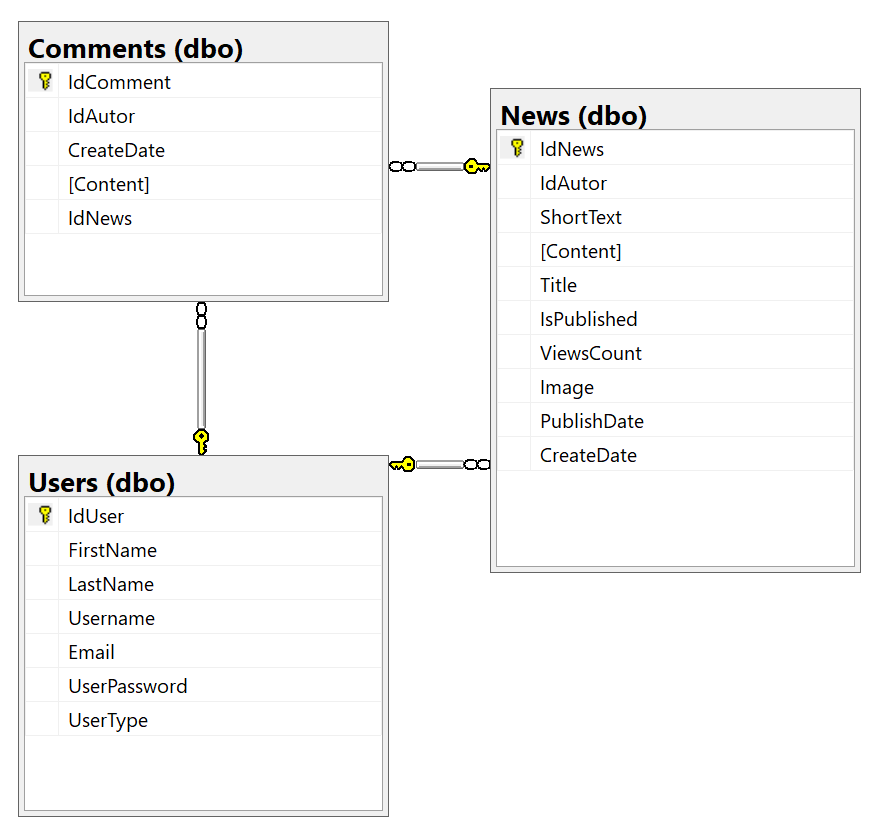 Comments (dbo)
IdComment
IdAutor
CreateDate
[Content]
IdNews
News (dbo)
IdNews
IdAutor
ShortText
[Content]
Title
IsPublished
ViewsCount
Image
PublishDate
CreateDate
Users (dbo)
IdUser
FirstName
LastName
Username
Email
UserPassword
UserType